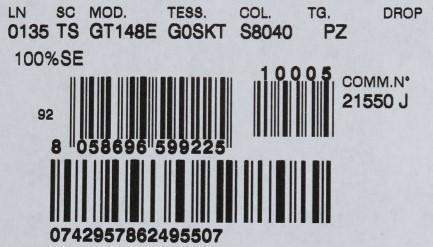 LN SC MOD. TESS. COL. TG. DROP
0135 TS GT148E G0SKT S8040 PZ
100%SE
10005
COMM.N°
21550 J
92
8 058696 599225
0742957862495507